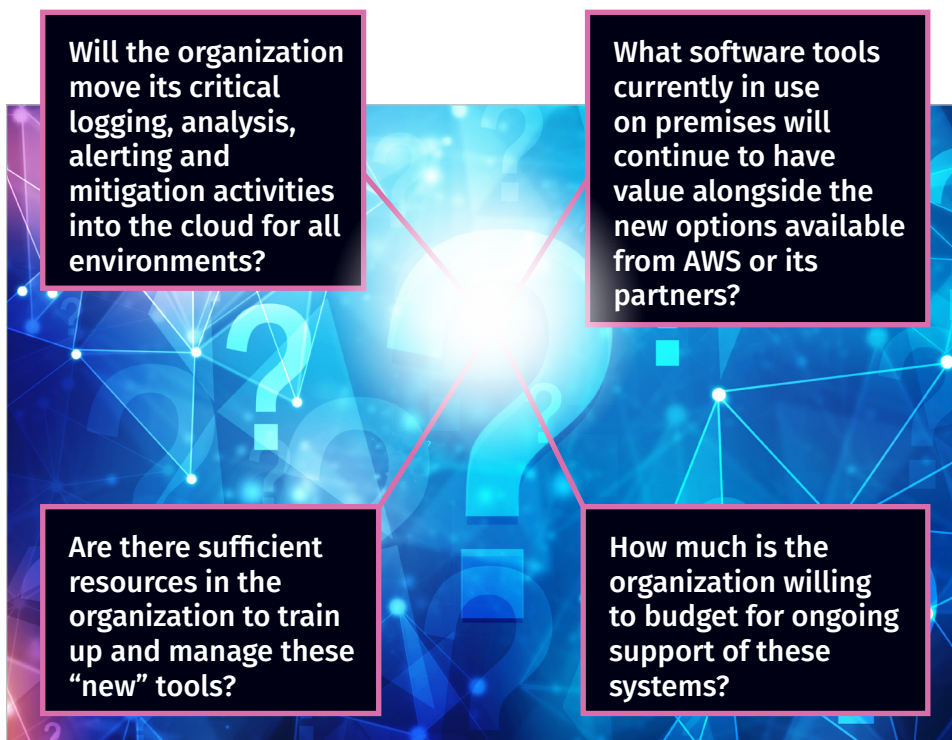 Will the organization
move its critical
logging, analysis,
alerting and
mitigation activities
into the cloud for all
environments?
What software tools
currently in use
on premises will
continue to have
value alongside the
new options available
from AWS or its
partners?
Are there sufficient
resources in the
organization to train
up and manage these
“new” tools?
How much is the
organization willing
to budget for ongoing
support of these
systems?